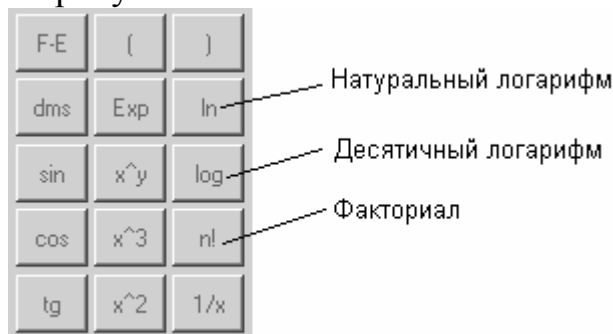 F-E ( )
dms Exp ln Натуральный логарифм
sin x^y log Десятичный логарифм
cos x^3 n! Факториал
tg x^2 1/x